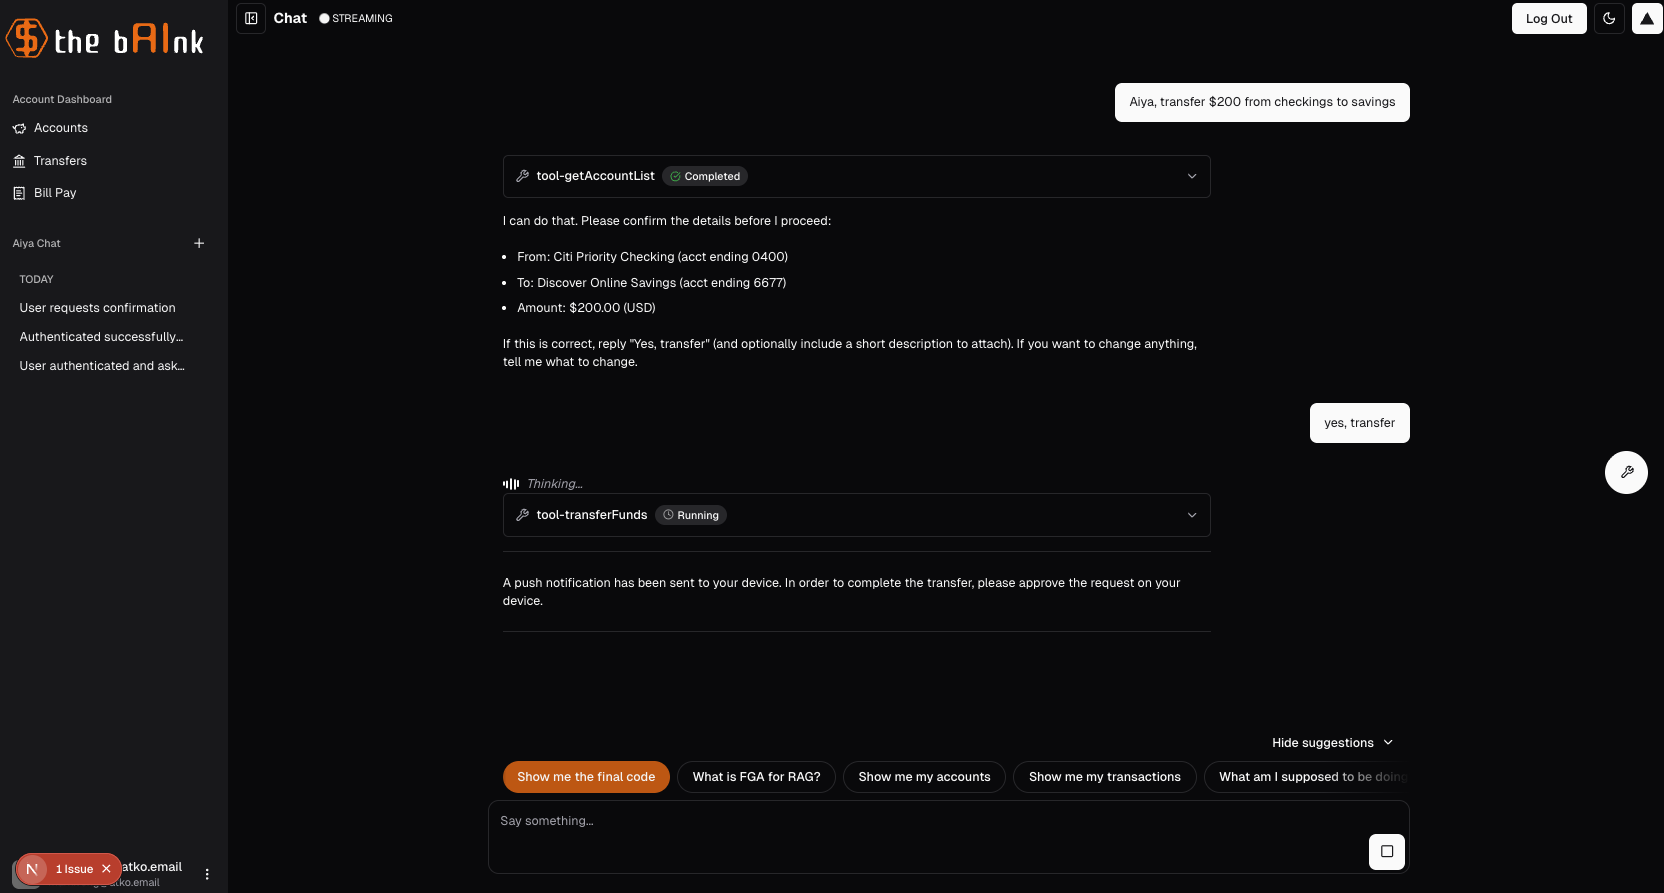 the bAInk
Chat
STREAMING
Log Out
Account Dashboard
Accounts
Transfers
Bill Pay
Aiya Chat
TODAY
User requests confirmation
Authenticated successfully...
User authenticated and ask...
Aiya, transfer $200 from checkings to savings
tool-getAccountList
Completed
I can do that. Please confirm the details before I proceed:
• From: Citi Priority Checking (acct ending 0400)
• To: Discover Online Savings (acct ending 6677)
• Amount: $200.00 (USD)
If this is correct, reply "Yes, transfer" (and optionally include a short description to attach). If you want to change anything,
tell me what to change.
yes, transfer
Thinking...
tool-transferFunds
Running
A push notification has been sent to your device. In order to complete the transfer, please approve the request on your
device.
Hide suggestions
Show me the final code
What is FGA for RAG?
Show me my accounts
Show me my transactions
What am I supposed to be doing
Say something...
N
1 Issue
atko.email
atko.email